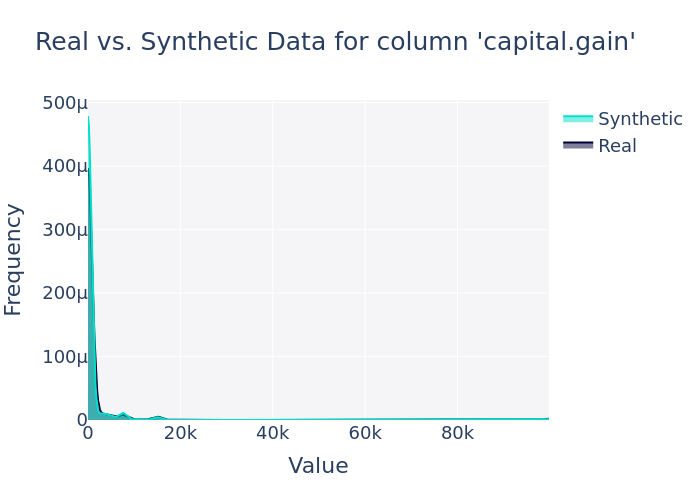 Real vs. Synthetic Data for column 'capital.gain'
Synthetic
Real
Frequency
500μ
400μ
300μ
200μ
100μ
0
0 20k 40k 60k 80k
Value